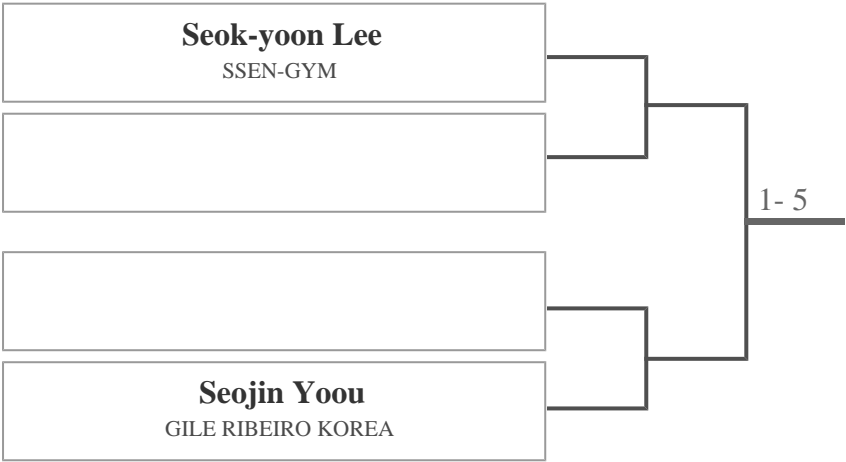 Seok-yoon Lee
SSEN-GYM
1- 5
Seojin Yoou
GILE RIBEIRO KOREA